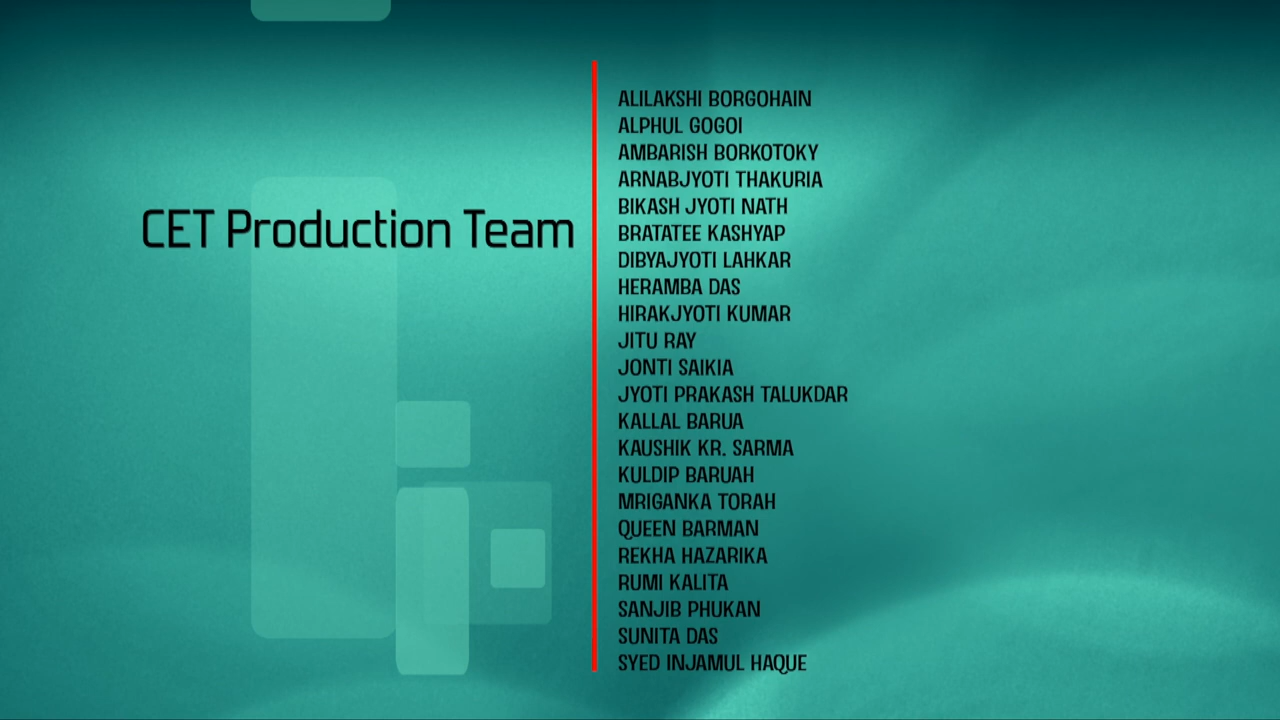 CET Production Team
ALILAKSHI BORGOHAIN
ALPHUL GOGOI
AMBARISH BORKOTOKY
ARNABJYOTI THAKURIA
BIKASH JYOTI NATH
BRATATEE KASHYAP
DIBYAJYOTI LAHKAR
HERAMBA DAS
HIRAKJYOTI KUMAR
JITU RAY
JONTI SAIKIA
JYOTI PRAKASH TALUKDAR
KALLAL BARUA
KAUSHIK KR. SARMA
KULDIP BARUAH
MRIGANKA TORAH
QUEEN BARMAN
REKHA HAZARIKA
RUMI KALITA
SANJIB PHUKAN
SUNITA DAS
SYED INJAMUL HAQUE